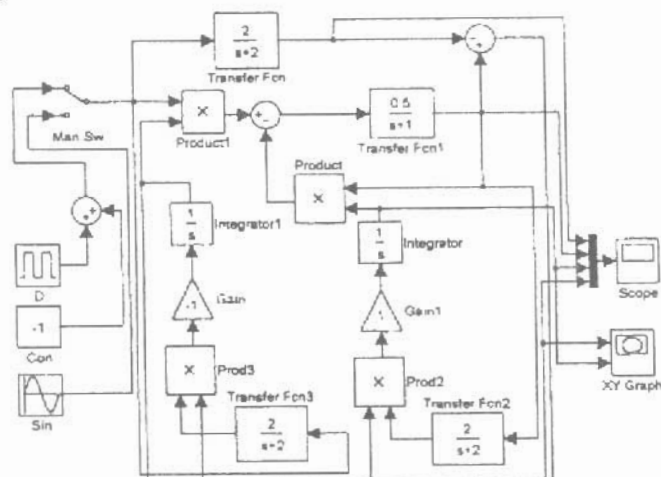 2
s+2
Transfer Fcn
Man Sw
Product1
0.5
s+1
Transfer Fcn1
Product
1
s
Integrator1
1
s
Integrator
D
-1
Gain
Gain1
Scope
-1
Con
Prod3
Prod2
XY Graph
Transfer Fcn3
Transfer Fcn2
Sin
2
s+2
2
s+2